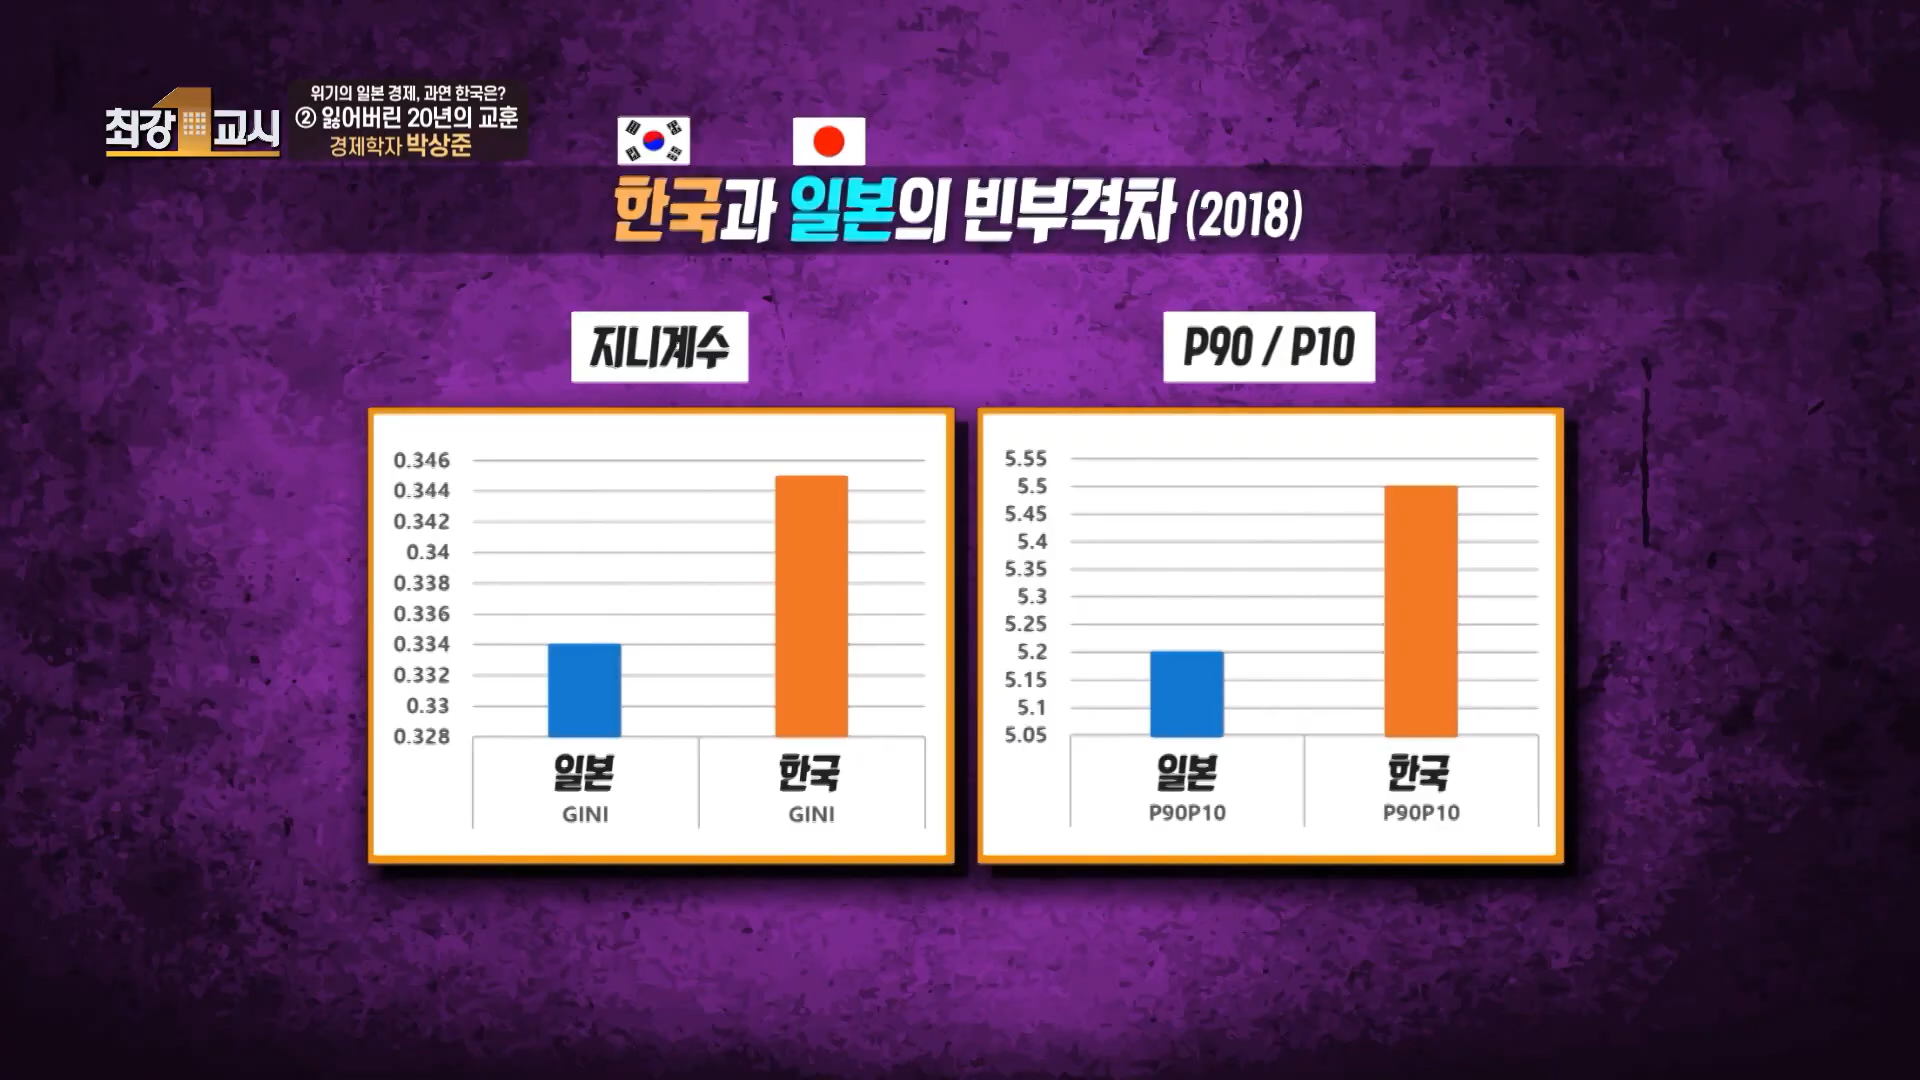 최강1교시
위기의 일본 경제, 과연 한국은?
② 잃어버린 20년의 교훈
경제학자 박상준
한국과 일본의 빈부격차 (2018)
지니계수
0.346
0.344
0.342
0.34
0.338
0.336
0.334
0.332
0.33
0.328
일본 한국
GINI GINI
P90 / P10
5.55
5.5
5.45
5.4
5.35
5.3
5.25
5.2
5.15
5.1
5.05
일본 한국
P90P10 P90P10